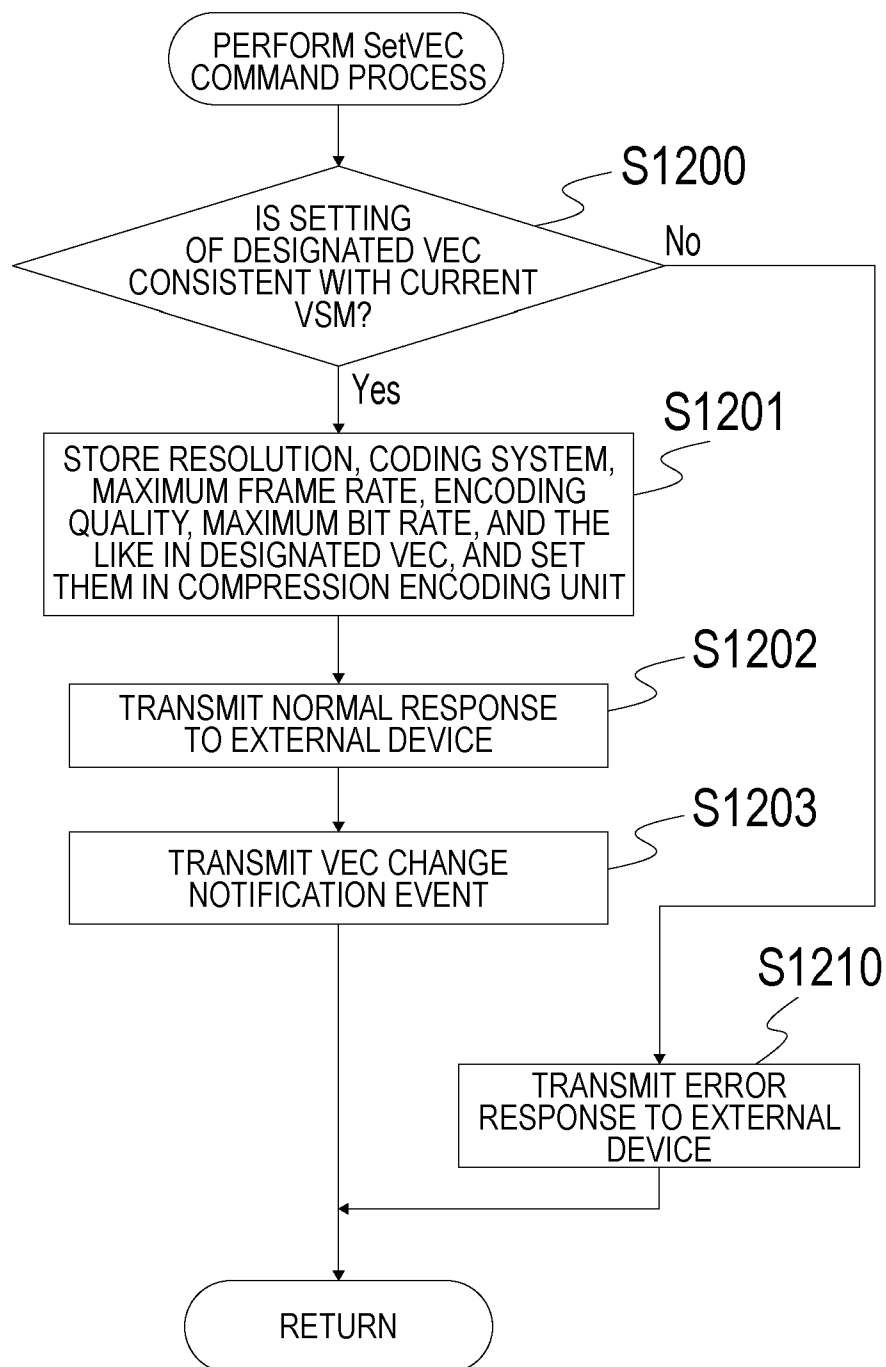 PERFORM SetVEC
COMMAND PROCESS
S1200
IS SETTING
OF DESIGNATED VEC
CONSISTENT WITH CURRENT
VSM?
No
Yes
S1201
STORE RESOLUTION, CODING SYSTEM,
MAXIMUM FRAME RATE, ENCODING
QUALITY, MAXIMUM BIT RATE, AND THE
LIKE IN DESIGNATED VEC, AND SET
THEM IN COMPRESSION ENCODING UNIT
S1202
TRANSMIT NORMAL RESPONSE
TO EXTERNAL DEVICE
S1203
TRANSMIT VEC CHANGE
NOTIFICATION EVENT
S1210
TRANSMIT ERROR
RESPONSE TO EXTERNAL
DEVICE
RETURN